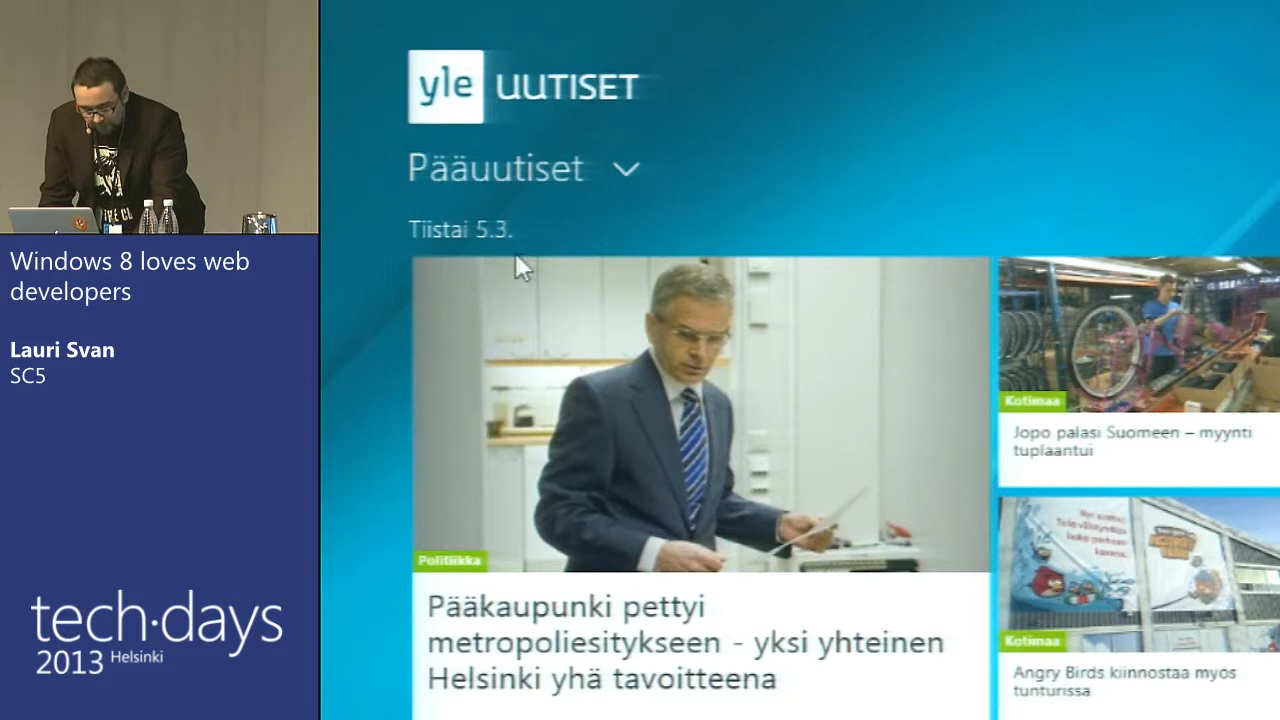 Windows 8 loves web
developers
Lauri Svan
SC5
tech·days
2013 Helsinki
yle UUTISET
Pääuutiset
Tiistai 5.3.
Politiikka
Pääkaupunki pettyi
metropoliesitykseen - yksi yhteinen
Helsinki yhä tavoitteena
Kotimaa
Jopo palasi Suomeen – myynti
tuplaantui
Kotimaa
Angry Birds kiinnostaa myös
tunturissa